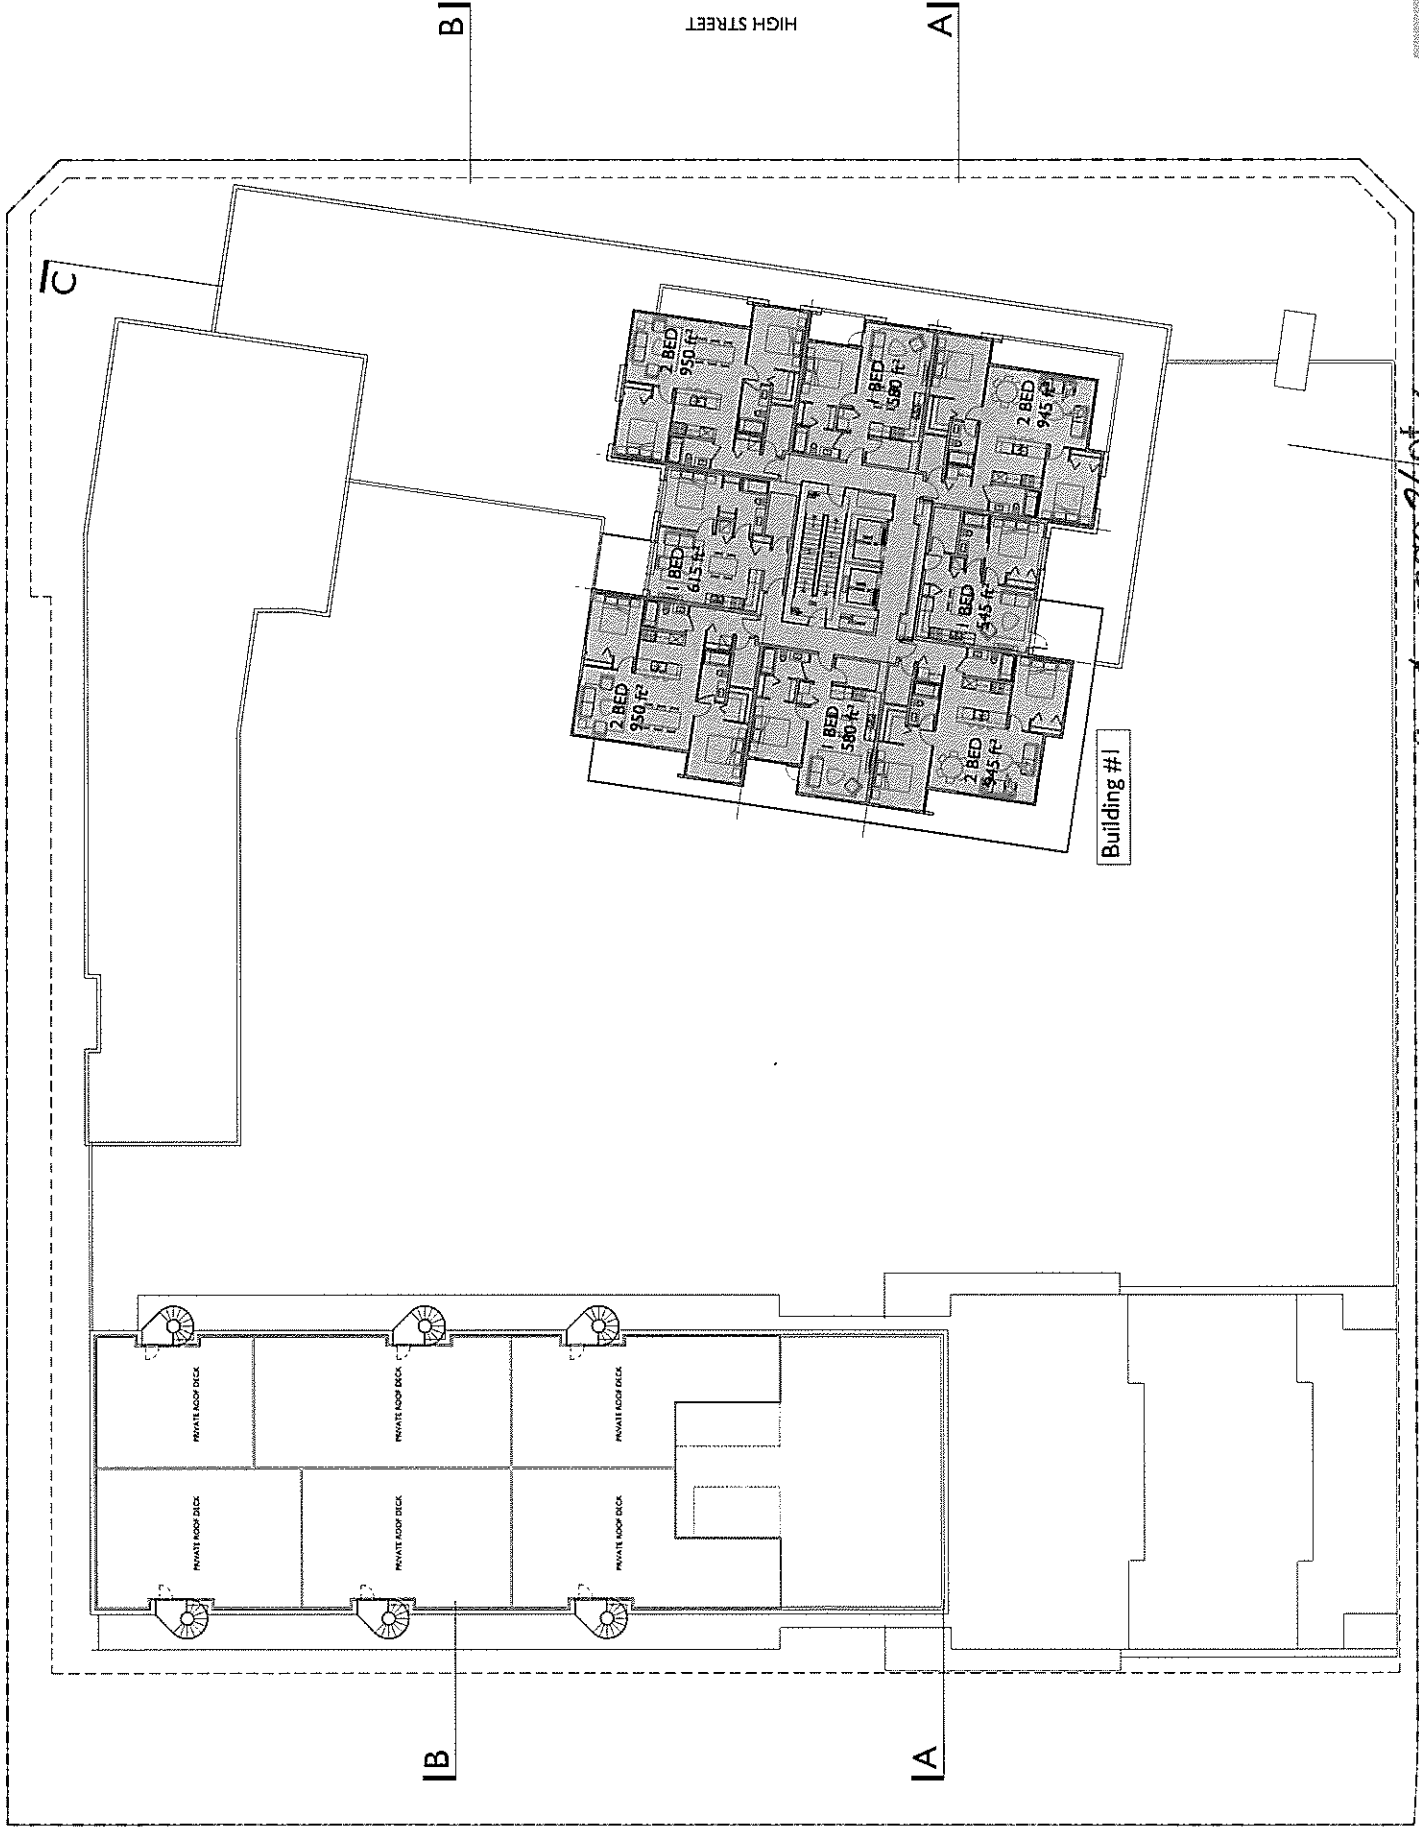 B
HIGH STREET
A
C
2 BED
950 ft²
1 BED
580 ft²
2 BED
945 ft²
1 BED
615 ft²
1 BED
545 ft²
2 BED
950 ft²
1 BED
580 ft²
2 BED
945 ft²
Building #1
PRIVATE ROOF DECK
PRIVATE ROOF DECK
PRIVATE ROOF DECK
PRIVATE ROOF DECK
PRIVATE ROOF DECK
PRIVATE ROOF DECK
B
A